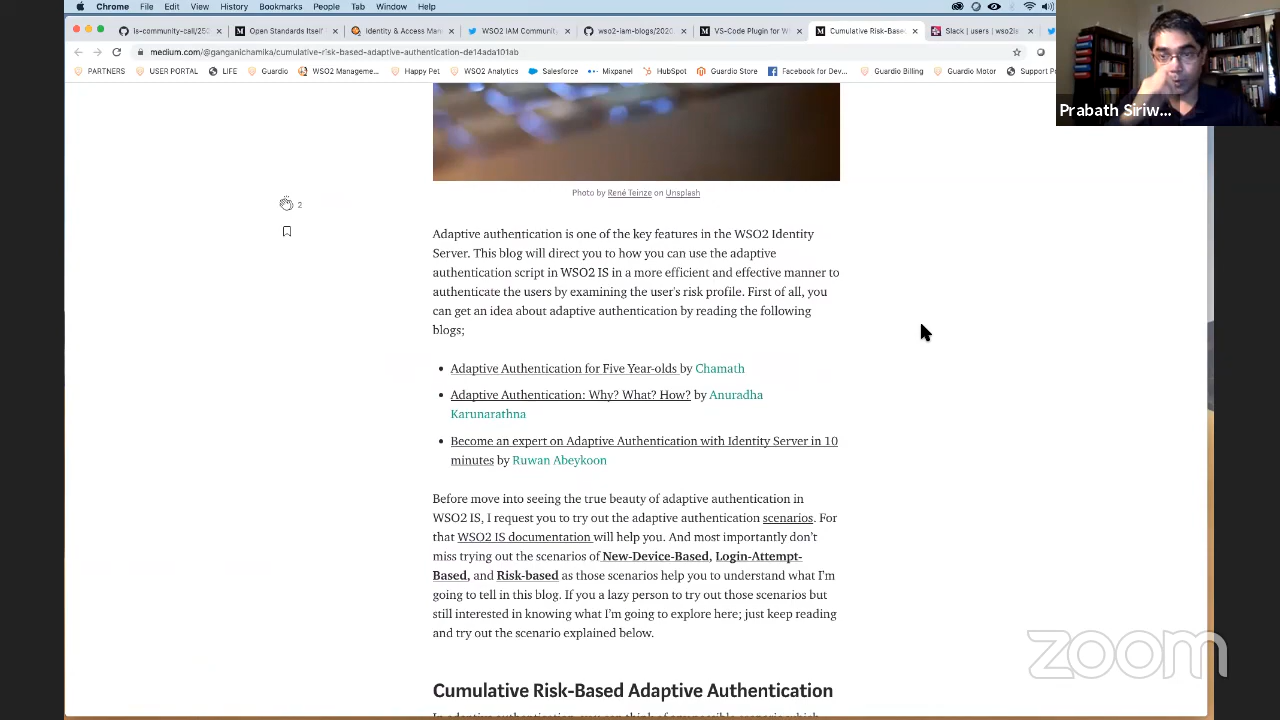 Chrome File Edit View History Bookmarks People Tab Window Help
is-community-call/250 Open Standards Itself Identity & Access Man WSO2 IAM Community wso2-iam-blogs/2020 VS-Code Plugin for W Cumulative Risk-Base Slack | users | wso2is
medium.com/@ganganichamika/cumulative-risk-based-adaptive-authentication-de14ada101ab
PARTNERS USER PORTAL LIFE Guardio WSO2 Manageme... Happy Pet WSO2 Analytics Salesforce Mixpanel HubSpot Guardio Store Facebook for Dev... Guardio Billing Guardio Motor Support
Prabath Siriw...
Photo by René Teinze on Unsplash
2
Adaptive authentication is one of the key features in the WSO2 Identity
Server. This blog will direct you to how you can use the adaptive
authentication script in WSO2 IS in a more efficient and effective manner to
authenticate the users by examining the user's risk profile. First of all, you
can get an idea about adaptive authentication by reading the following
blogs;
Adaptive Authentication for Five Year-olds by Chamath
Adaptive Authentication: Why? What? How? by Anuradha
Karunarathna
Become an expert on Adaptive Authentication with Identity Server in 10
minutes by Ruwan Abeykoon
Before move into seeing the true beauty of adaptive authentication in
WSO2 IS, I request you to try out the adaptive authentication scenarios. For
that WSO2 IS documentation will help you. And most importantly don't
miss trying out the scenarios of New-Device-Based, Login-Attempt-
Based, and Risk-based as those scenarios help you to understand what I'm
going to tell in this blog. If you a lazy person to try out those scenarios but
still interested in knowing what I'm going to explore here; just keep reading
and try out the scenario explained below.
Cumulative Risk-Based Adaptive Authentication
zoom